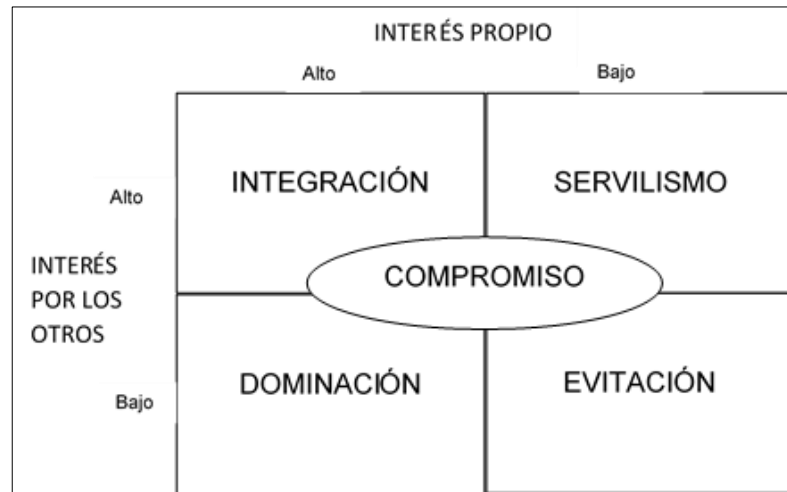 INTERÉS PROPIO
Alto
Bajo
Alto
INTEGRACIÓN
SERVILISMO
INTERÉS
POR LOS
OTROS
COMPROMISO
Bajo
DOMINACIÓN
EVITACIÓN